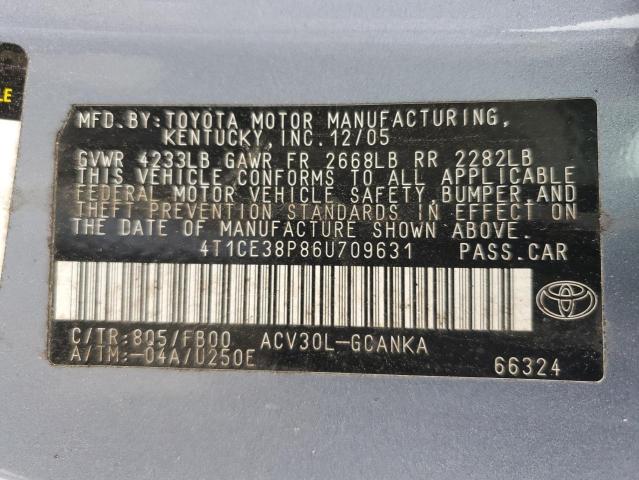 LE
MFD.BY:TOYOTA MOTOR MANUFACTURING,
KENTUCKY,INC.12/05
GVWR 4233LB GAWR FR 2668LB RR 2282LB
THIS VEHICLE CONFORMS TO ALL APPLICABLE
FEDERAL MOTOR VEHICLE SAFETY,BUMPER,AND
THEFT PREVENTION STANDARDS IN EFFECT ON
THE DATE OF MANUFACTURE SHOWN ABOVE.
4T1CE38P86U709631 PASS.CAR
C/TR:8Q5/FB00 ACV30L-GCANKA
A/TM:-04A/U250E
66324